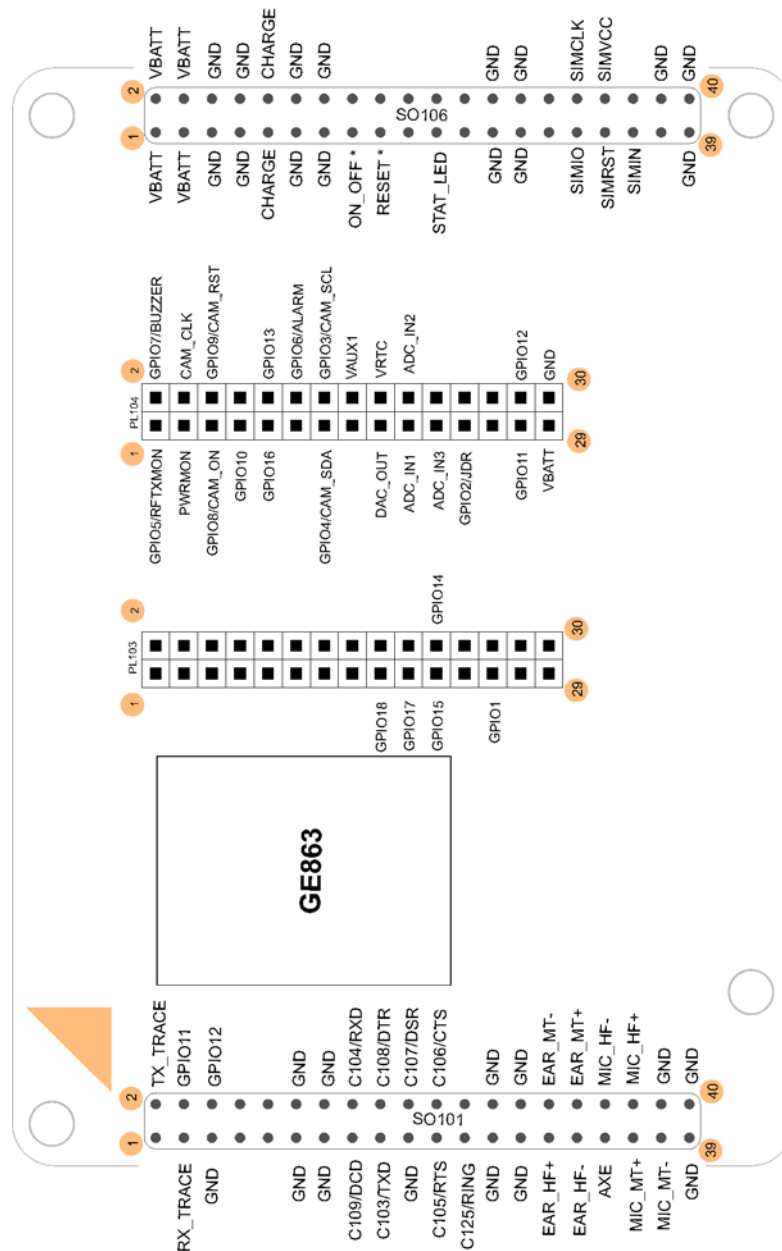 2
VBATT
VBATT
GND
GND
CHARGE
GND
GND
GND
GND
SIMCLK
SIMVCC
GND
GND
40
SO106
1
VBATT
VBATT
GND
GND
CHARGE
GND
GND
ON_OFF *
RESET *
STAT_LED
GND
GND
SIMIO
SIMRST
SIMIN
GND
39
2
GPIO7/BUZZER
CAM_CLK
GPIO9/CAM_RST
GPIO13
GPIO6/ALARM
GPIO3/CAM_SCL
VAUX1
VRTC
ADC_IN2
GPIO12
GND
30
PL104
1
GPIO5/RFTXMON
PWRMON
GPIO8/CAM_ON
GPIO10
GPIO16
GPIO4/CAM_SDA
DAC_OUT
ADC_IN1
ADC_IN3
GPIO2/JDR
GPIO11
VBATT
29
2
GPIO14
30
PL103
1
GPIO18
GPIO17
GPIO15
GPIO1
29
GE863
2
TX_TRACE
GPIO11
GPIO12
GND
GND
C104/RXD
C108/DTR
C107/DSR
C106/CTS
GND
GND
EAR_MT-
EAR_MT+
MIC_HF-
MIC_HF+
GND
GND
40
SO101
1
RX_TRACE
GND
GND
GND
C109/DCD
C103/TXD
GND
C105/RTS
C125/RING
GND
GND
EAR_HF+
EAR_HF-
AXE
MIC_MT+
MIC_MT-
GND
39